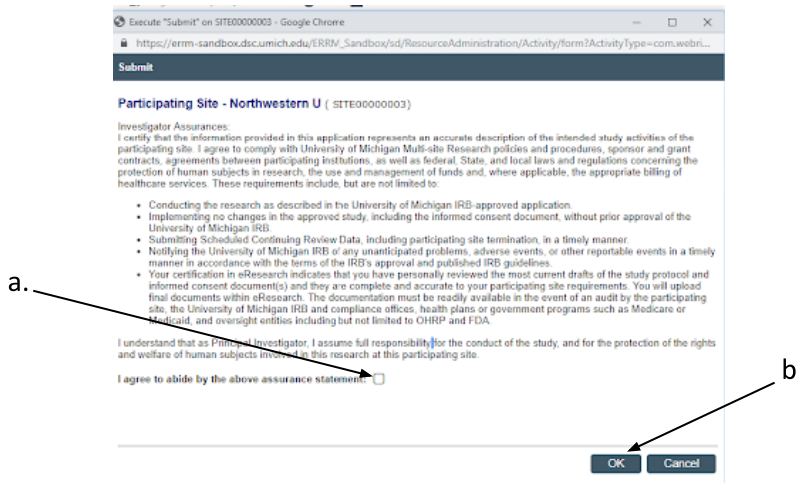 Execute "Submit" on SITE00000003 - Google Chrome
https://errm-sandbox.dsc.umich.edu/ERRM_Sandbox/sd/ResourceAdministration/Activity/form?ActivityType=com.webri...
Submit
Participating Site - Northwestern U ( SITE00000003)
Investigator Assurances:
I certify that the information provided in this application represents an accurate description of the intended study activities of the
participating site. I agree to comply with University of Michigan Multi-site Research policies and procedures, sponsor and grant
contracts, agreements between participating institutions, as well as federal, State, and local laws and regulations concerning the
protection of human subjects in research, the use and management of funds and, where applicable, the appropriate billing of
healthcare services. These requirements include, but are not limited to:
• Conducting the research as described in the University of Michigan IRB-approved application.
• Implementing no changes in the approved study, including the informed consent document, without prior approval of the
University of Michigan IRB.
• Submitting Scheduled Continuing Review Data, including participating site termination, in a timely manner.
• Notifying the University of Michigan IRB of any unanticipated problems, adverse events, or other reportable events in a timely
manner in accordance with the terms of the IRB's approval and published IRB guidelines.
• Your certification in eResearch indicates that you have personally reviewed the most current drafts of the study protocol and
informed consent document(s) and they are complete and accurate to your participating site requirements. You will upload
a.
final documents within eResearch. The documentation must be readily available in the event of an audit by the participating
site, the University of Michigan IRB and compliance offices, health plans or government programs such as Medicare or
Medicaid, and oversight entities including but not limited to OHRP and FDA.
I understand that as Principal Investigator, I assume full responsibility for the conduct of the study, and for the protection of the rights
and welfare of human subjects involved in this research at this participating site.
I agree to abide by the above assurance statement:
b
OK
Cancel